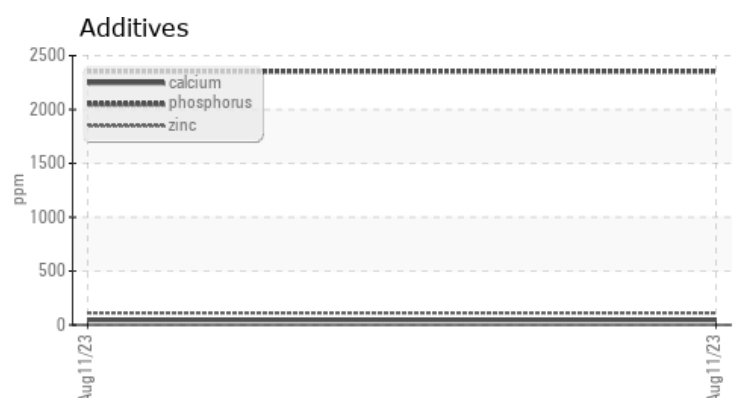 Additives
2500
2000
1500
1000
500
0
ppm
calcium
phosphorus
zinc
Aug11/23
Aug11/23